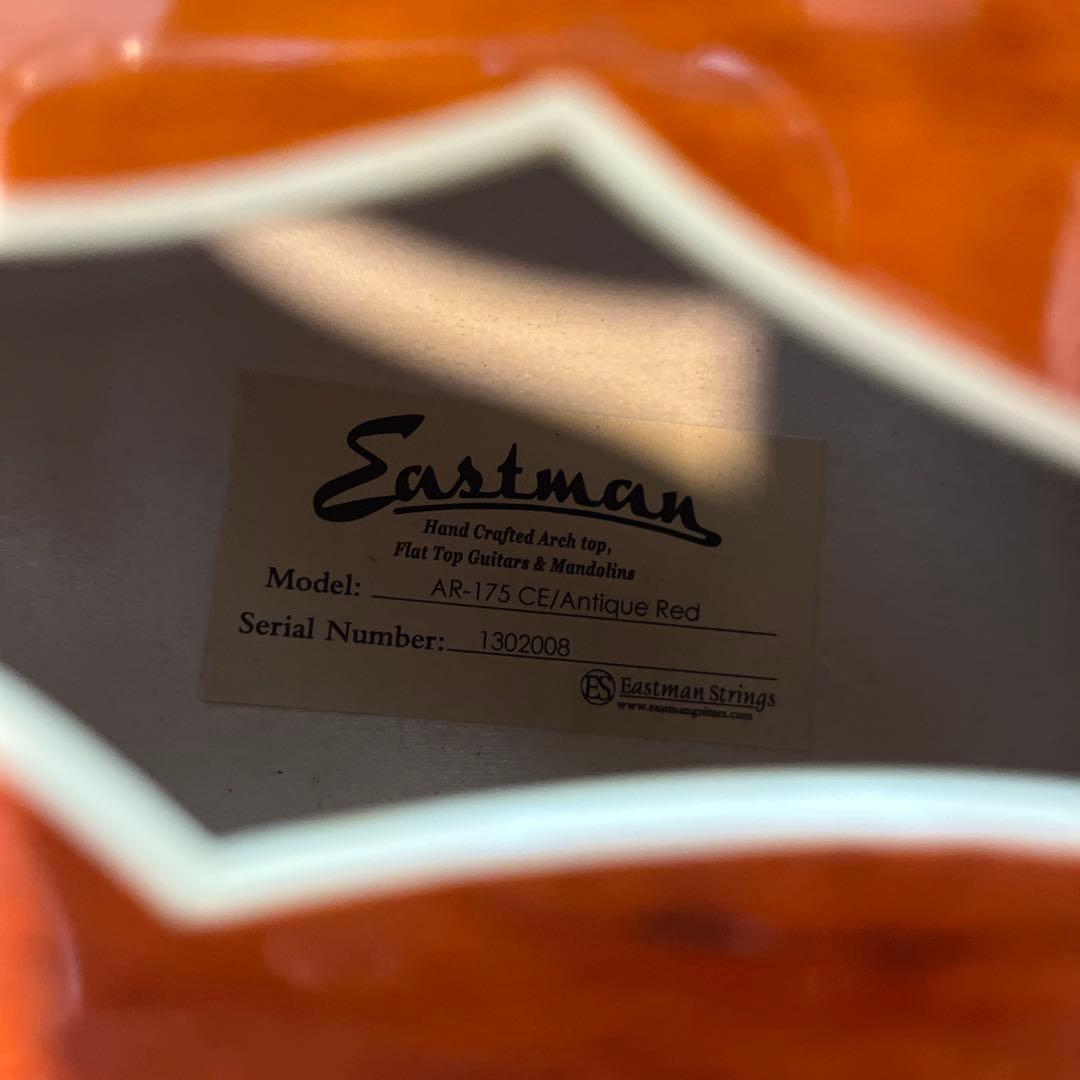 Eastman
Hand Crafted Arch top,
Flat Top Guitars & Mandolins
Model: AR-175 CE/Antique Red
Serial Number: 1302008
ES Eastman Strings
www.eastmanguitars.com